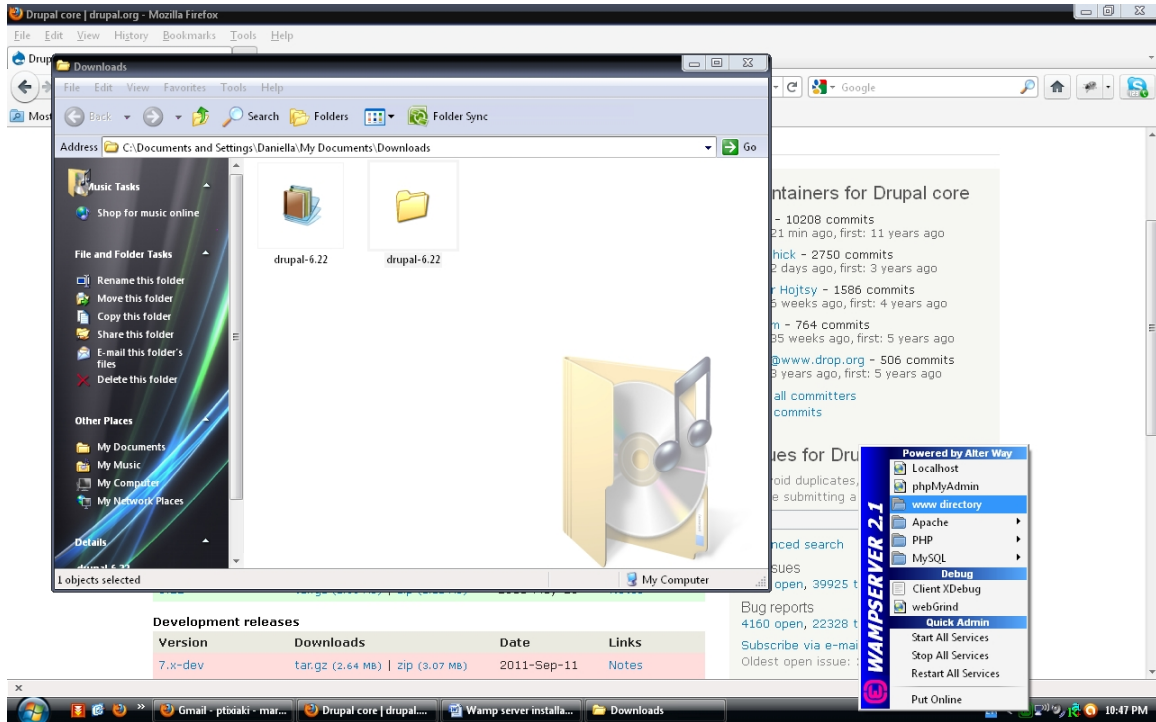 Drupal core | drupal.org - Mozilla Firefox
File Edit View History Bookmarks Tools Help
Drup
Downloads
File Edit View Favorites Tools Help
Google
Most
Back Search Folders Folder Sync
Address C:\Documents and Settings\Daniella\My Documents\Downloads Go
Music Tasks
Shop for music online
File and Folder Tasks
Rename this folder
Move this folder
Copy this folder
Share this folder
E-mail this folder's
files
Delete this folder
Other Places
My Documents
My Music
My Computer
My Network Places
Details
drupal-6.22
drupal-6.22
drupal-6.22
1 objects selected
My Computer
ntainers for Drupal core
- 10208 commits
21 min ago, first: 11 years ago
hick - 2750 commits
2 days ago, first: 3 years ago
r Hojtsy - 1586 commits
6 weeks ago, first: 4 years ago
m - 764 commits
35 weeks ago, first: 5 years ago
@www.drop.org - 506 commits
3 years ago, first: 5 years ago
all committers
commits
ues for Dru
void duplicates,
e submitting a
nced search
sues
open, 39925 t
Bug reports
4160 open, 22328 t
Subscribe via e-mai
Oldest open issue:
Development releases
Version Downloads Date Links
7.x-dev tar.gz (2.64 MB) | zip (3.07 MB) 2011-Sep-11 Notes
WAMPSERVER 2.1
Powered by Alter Way
Localhost
phpMyAdmin
www directory
Apache
PHP
MySQL
Debug
Client XDebug
webGrind
Quick Admin
Start All Services
Stop All Services
Restart All Services
Put Online
Gmail - ptixiaki - mar...
Drupal core | drupal....
Wamp server installa...
Downloads
10:47 PM